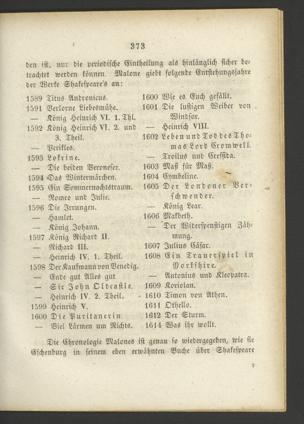 373
den ist, nur die periodische Eintheilung als hinlänglich sicher be-
trachtet werden können. Malone giebt folgende Entstehungsjahre
der Werke Shakespeare's an:
1589 Titus Andronicus.
1591 Verlorne Liebesmühe.
— König Heinrich VI. 1. Thl.
1592 König Heinrich VI. 2. und
3. Theil.
— Perikles.
1593 Lokrine.
— Die beiden Veroneser.
1594 Das Wintermärchen.
1595 Ein Sommernachtstraum.
— Romeo und Julie.
1596 Die Irrungen.
— Hamlet.
— König Johann.
1597 König Richard II.
— Richard III.
— Heinrich IV. 1. Theil.
1598 Der Kaufmann von Venedig.
— Ende gut Alles gut
— Sir John Oldcastle.
— Heinrich IV. 2. Theil.
1599 Heinrich V.
1600 Die Puritanerin
— Viel Lärmen um Nichts.
1600 Wie es Euch gefällt.
1601 Die lustigen Weiber von
Windsor.
— Heinrich VIII.
1602 Leben und Tod des Tho-
mas Lord Cromwell.
— Troilus und Cressida.
1603 Maß für Maß.
1604 Cymbeline.
1605 Der Londoner Ver-
schwender.
— König Lear.
1606 Makbeth.
— Der Widerspenstigen Zäh-
mung.
1607 Julius Cäsar.
1608 Ein Trauerspiel in
Yorkshire.
— Antonius und Kleopatra.
1609 Koriolan.
1610 Timon von Athen.
1611 Othello.
1612 Der Sturm.
1614 Was ihr wollt.
Die Chronologie Malones ist genau so wiedergegeben, wie sie
Eschenburg in seinem eben erwähnten Buche über Shakespeare